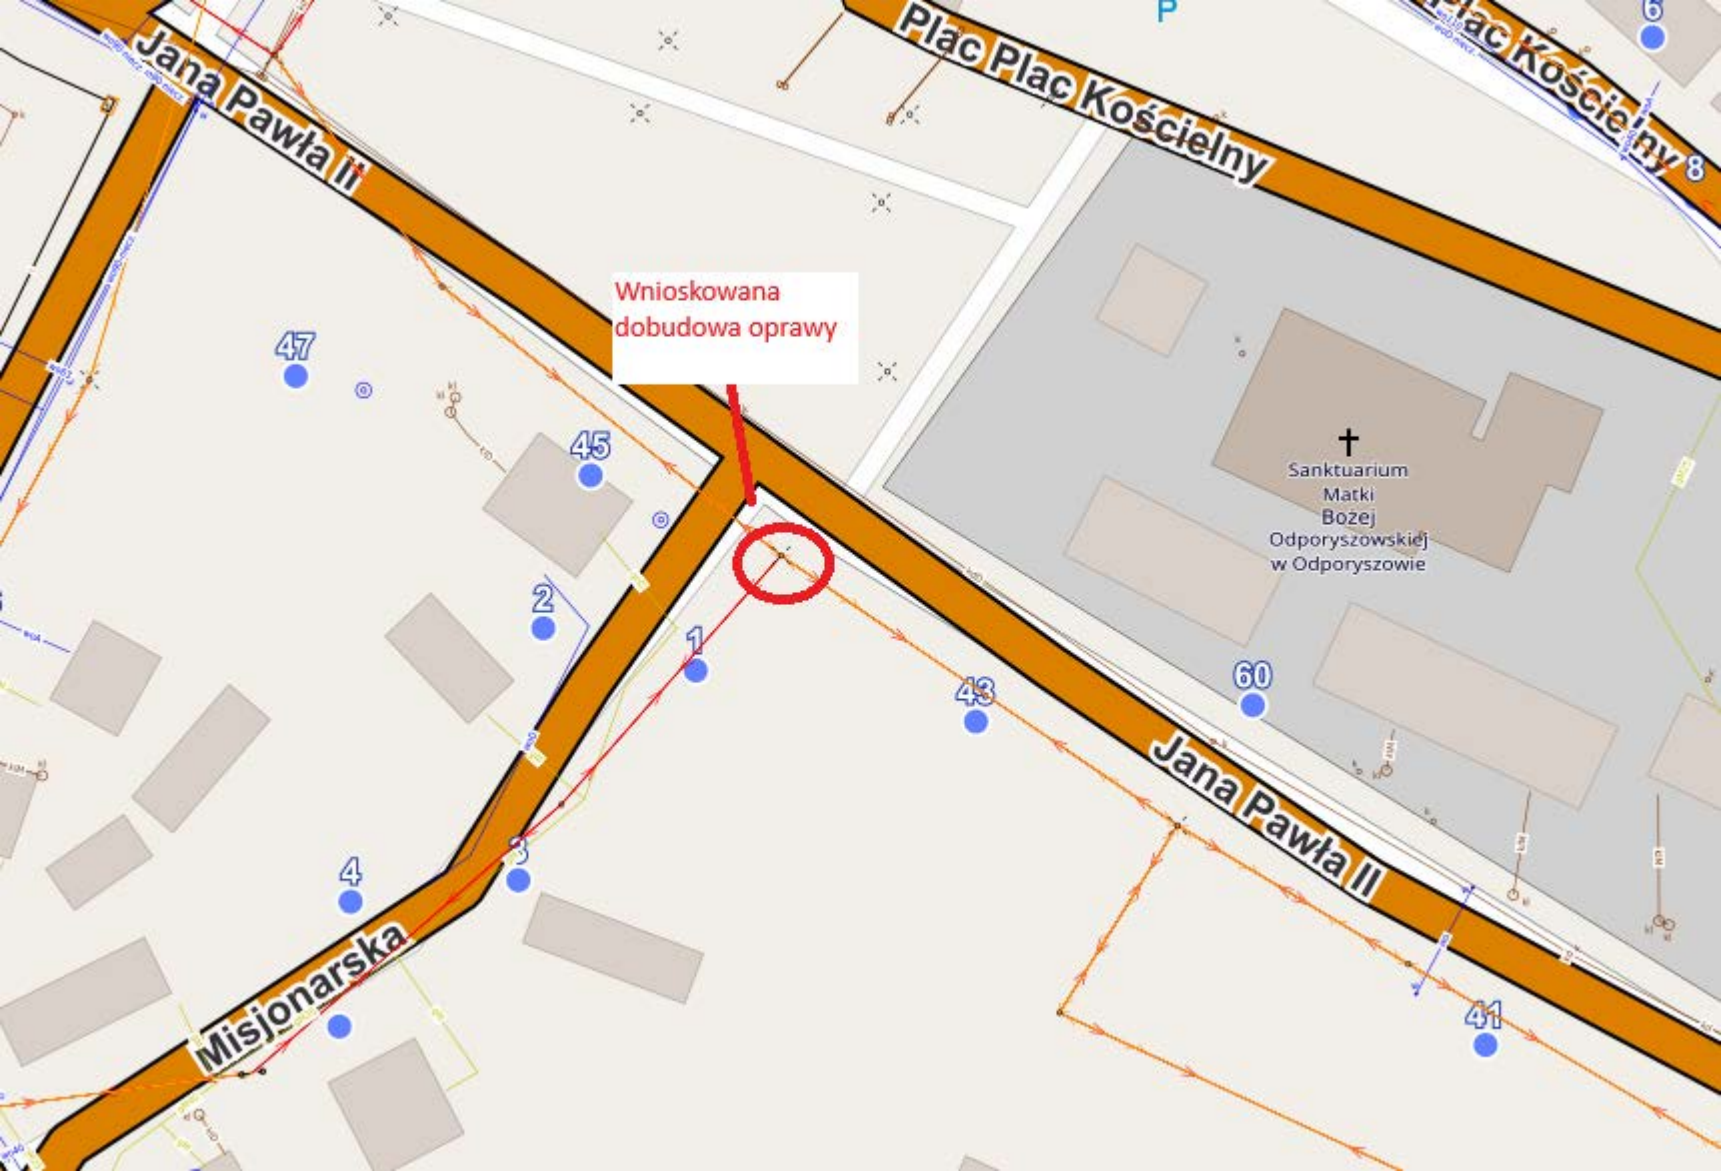 P
6
Plac Plac Kościelny
Plac Kościelny
8
Jana Pawła II
Wnioskowana
dobudowa oprawy
47
45
Sanktuarium
Matki
Bożej
Odporyszowskiej
w Odporyszowie
2
1
43
60
Jana Pawła II
3
4
Misjonarska
41